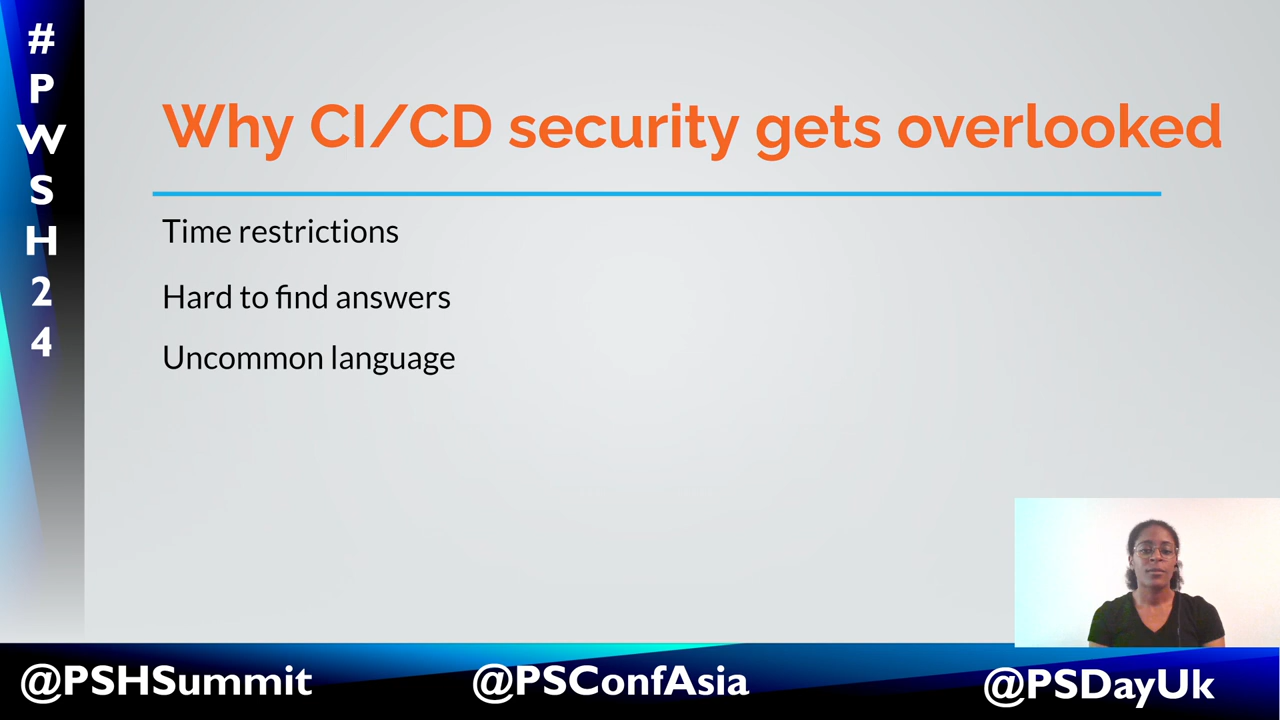 #
P
W
S
H
2
4
Why CI/CD security gets overlooked
Time restrictions
Hard to find answers
Uncommon language
@PSHSummit
@PSConfAsia
@PSDayUk